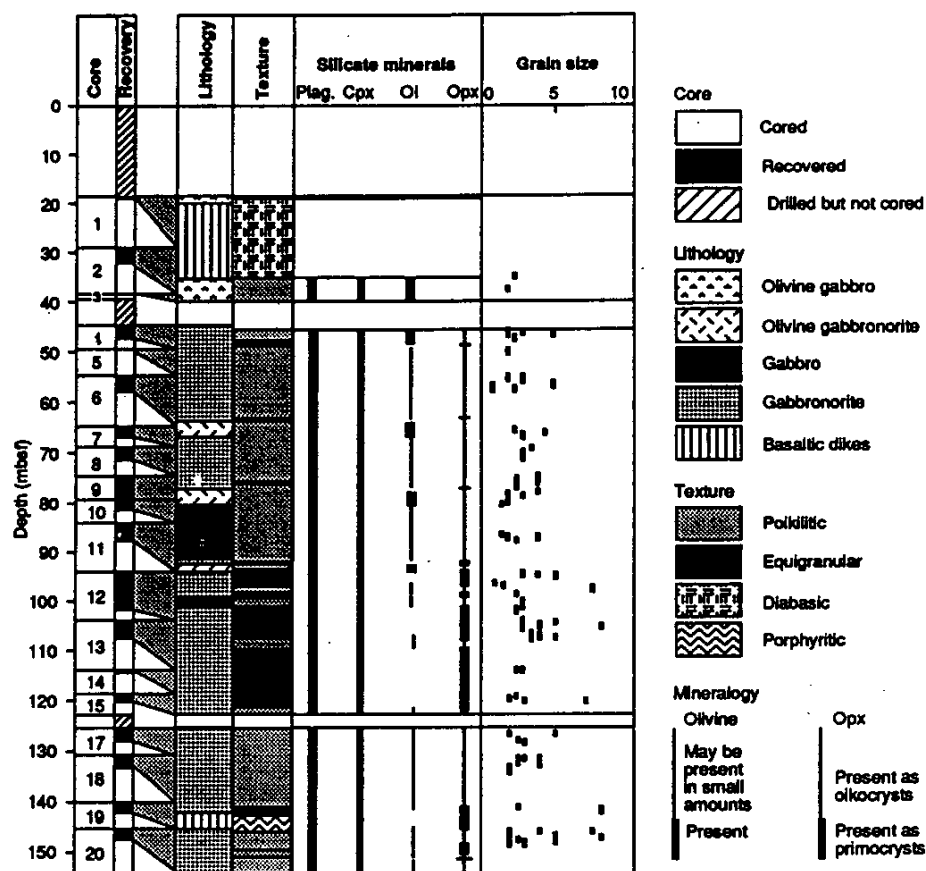 Core
Recovery
Lithology
Texture
Silicate minerals
Plag. Cpx Ol Opx
Grain size
0 5 10
Depth (mbsf)
0
10
20
30
40
50
60
70
80
90
100
110
120
130
140
150
1
2
3
1
5
6
7
8
9
10
11
12
13
14
15
17
18
19
20
Core
Cored
Recovered
Drilled but not cored
Lithology
Olivine gabbro
Olivine gabbronorite
Gabbro
Gabbronorite
Basaltic dikes
Texture
Poikilitic
Equigranular
Diabasic
Porphyritic
Mineralogy
Olivine
May be
present
in small
amounts
Present
Opx
Present as
oikocrysts
Present as
primocrysts